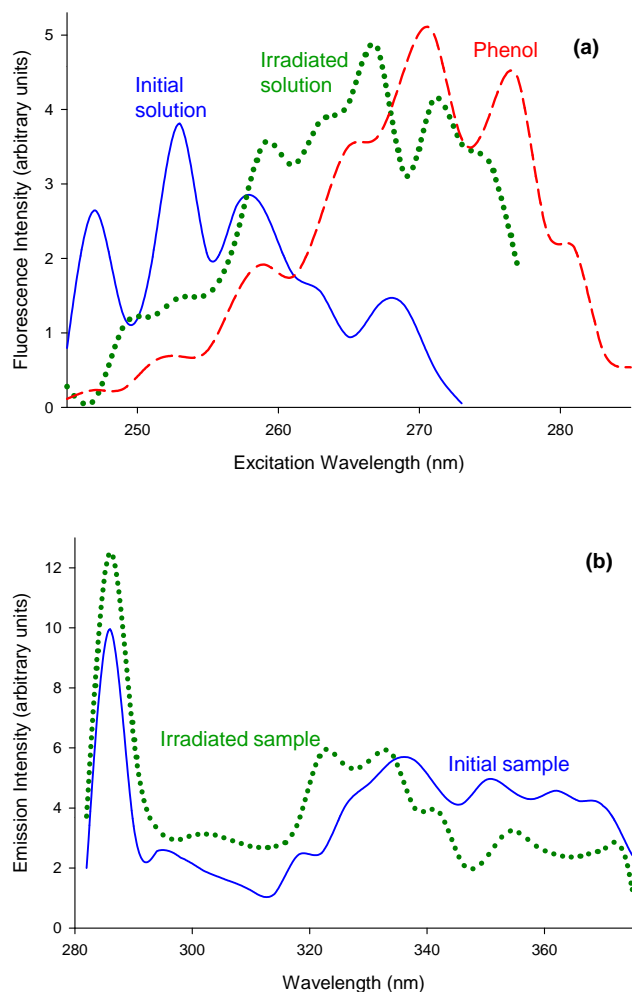 (a)
Irradiated
solution
Phenol
Initial
solution
Fluorescence Intensity (arbitrary units)
5
4
3
2
1
0
250
260
270
280
Excitation Wavelength (nm)
(b)
Irradiated sample
Initial sample
Emission Intensity (arbitrary units)
12
10
8
6
4
2
0
280
300
320
340
360
Wavelength (nm)